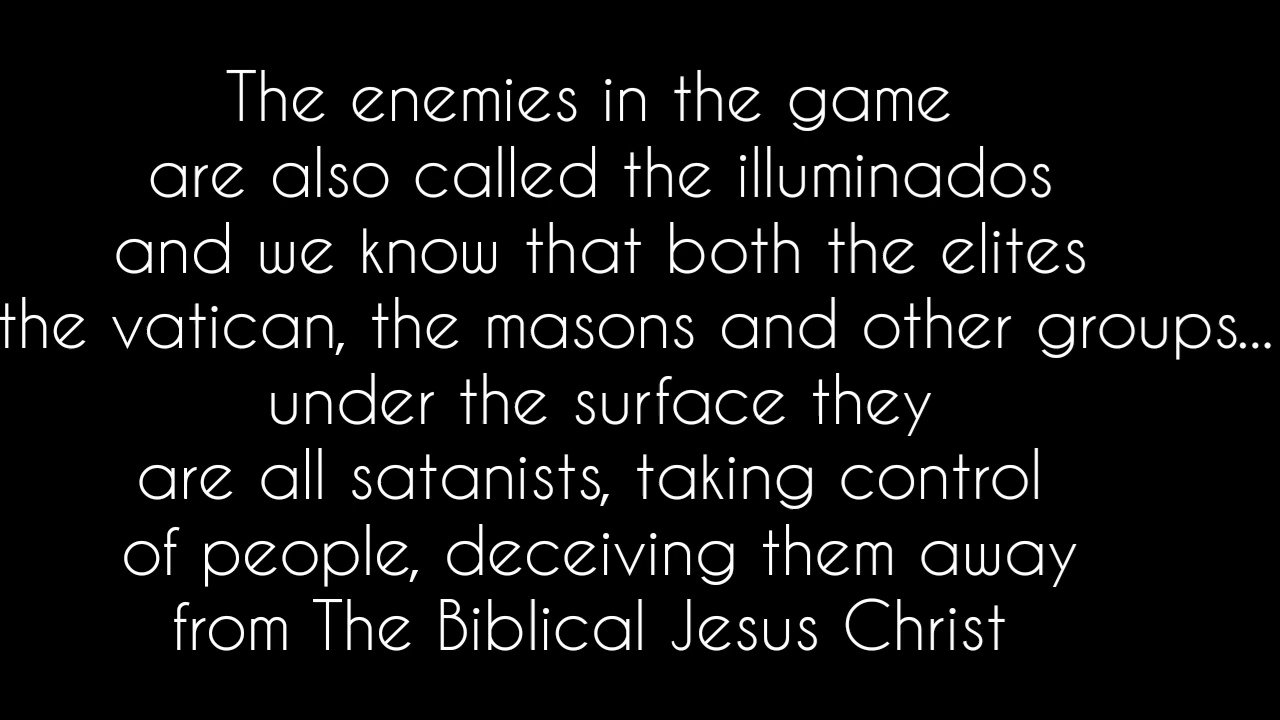 The enemies in the game
are also called the illuminados
and we know that both the elites
the vatican, the masons and other groups...
under the surface they
are all satanists, taking control
of people, deceiving them away
from The Biblical Jesus Christ